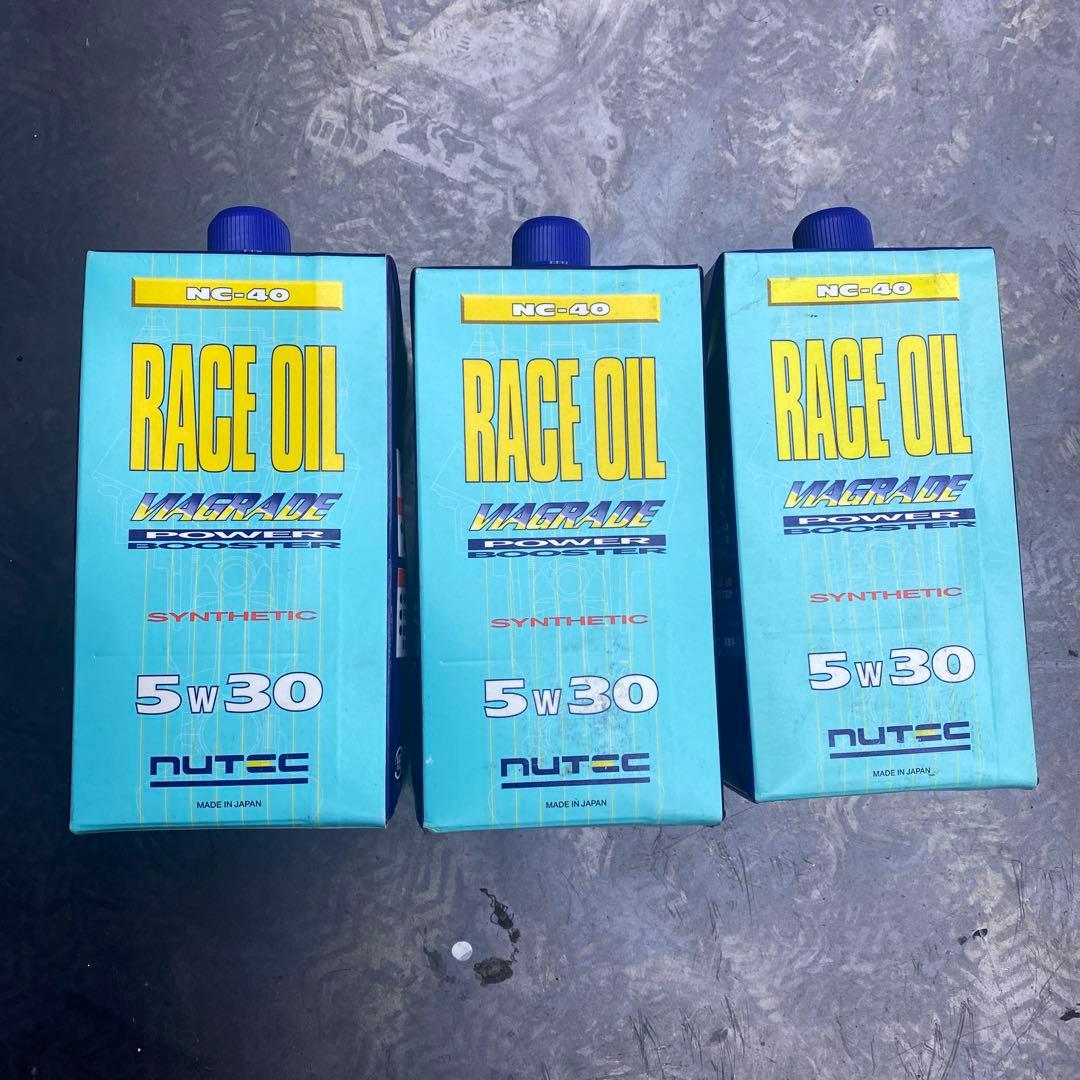 NC-40
RACE OIL
VIAGRADE
POWER
BOOSTER
SYNTHETIC
5W30
NUTEC
MADE IN JAPAN
NC-40
RACE OIL
VIAGRADE
POWER
BOOSTER
SYNTHETIC
5W30
NUTEC
MADE IN JAPAN
NC-40
RACE OIL
VIAGRADE
POWER
BOOSTER
SYNTHETIC
5W30
NUTEC
MADE IN JAPAN